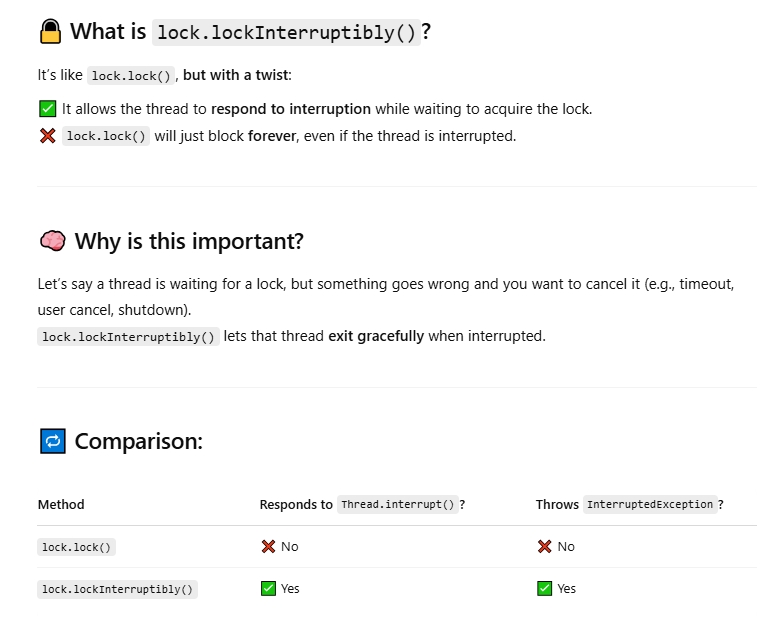 🔒 What is lock.lockInterruptibly()?
It’s like lock.lock(), but with a twist:
✅ It allows the thread to respond to interruption while waiting to acquire the lock.
❌ lock.lock() will just block forever, even if the thread is interrupted.
🧠 Why is this important?
Let’s say a thread is waiting for a lock, but something goes wrong and you want to cancel it (e.g., timeout,
user cancel, shutdown).
lock.lockInterruptibly() lets that thread exit gracefully when interrupted.
🔁 Comparison:
Method Responds to Thread.interrupt()? Throws InterruptedException?
lock.lock() ❌ No ❌ No
lock.lockInterruptibly() ✅ Yes ✅ Yes